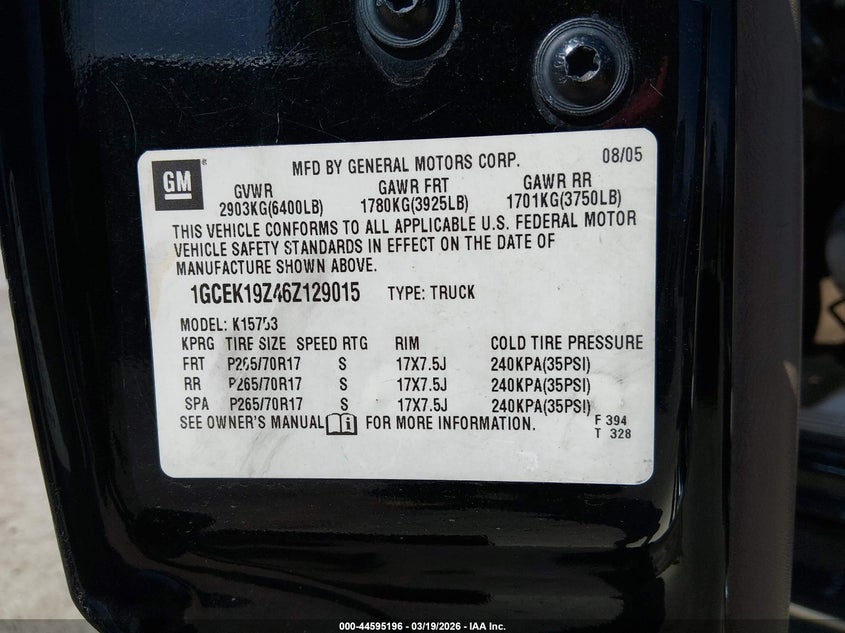 GM
MFD BY GENERAL MOTORS CORP. 08/05
GVWR GAWR FRT GAWR RR
2903KG(6400LB) 1780KG(3925LB) 1701KG(3750LB)
THIS VEHICLE CONFORMS TO ALL APPLICABLE U.S. FEDERAL MOTOR
VEHICLE SAFETY STANDARDS IN EFFECT ON THE DATE OF
MANUFACTURE SHOWN ABOVE.
1GCEK19Z46Z129015 TYPE: TRUCK
MODEL: K15753
KPRG TIRE SIZE SPEED RTG RIM COLD TIRE PRESSURE
FRT P265/70R17 S 17X7.5J 240KPA(35PSI)
RR P265/70R17 S 17X7.5J 240KPA(35PSI)
SPA P265/70R17 S 17X7.5J 240KPA(35PSI)
SEE OWNER'S MANUAL i FOR MORE INFORMATION.
F 394
T 328
000-44595196 - 03/19/2026 - IAA Inc.